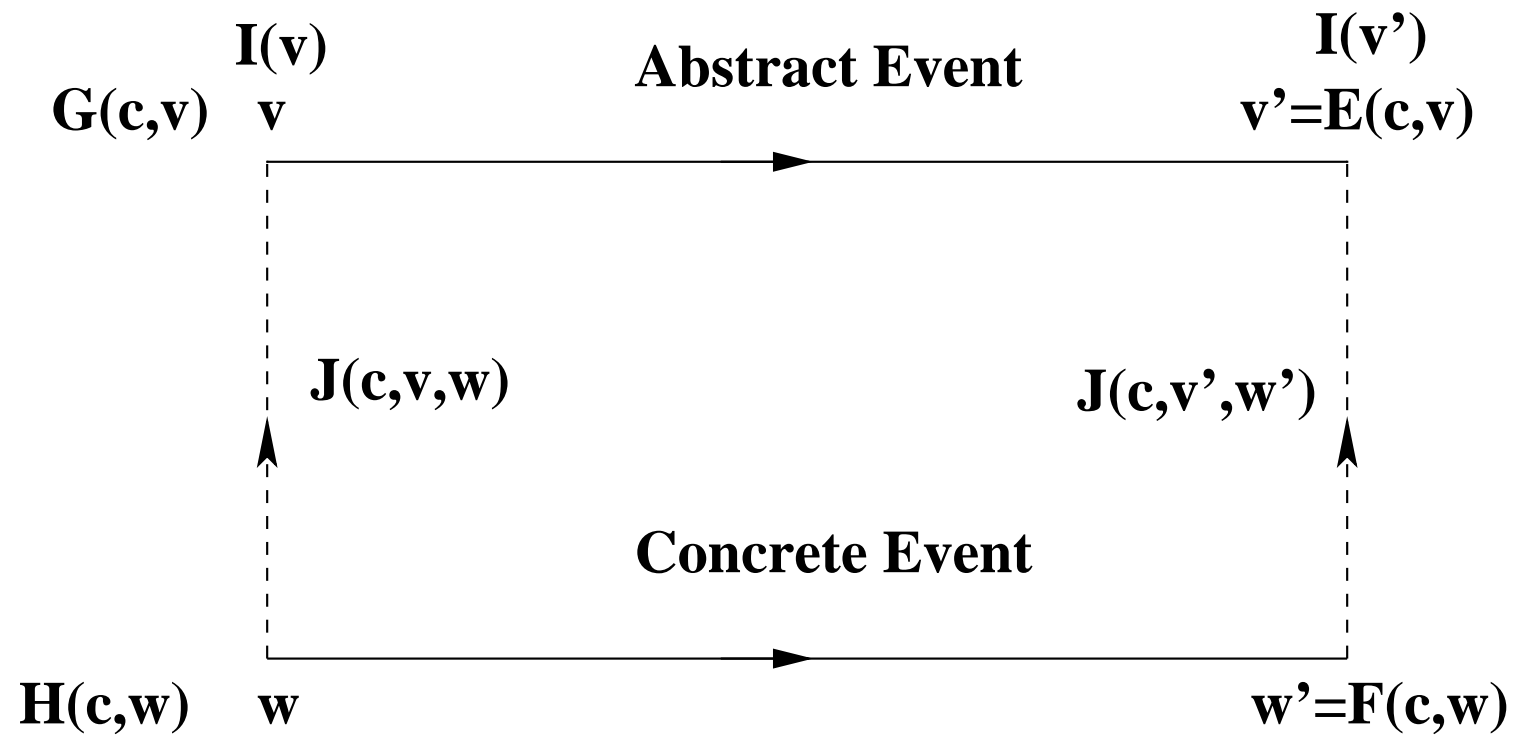 I(v)
Abstract Event
I(v’)
G(c,v) v
v’=E(c,v)
J(c,v,w)
J(c,v’,w’)
Concrete Event
H(c,w) w
w’=F(c,w)